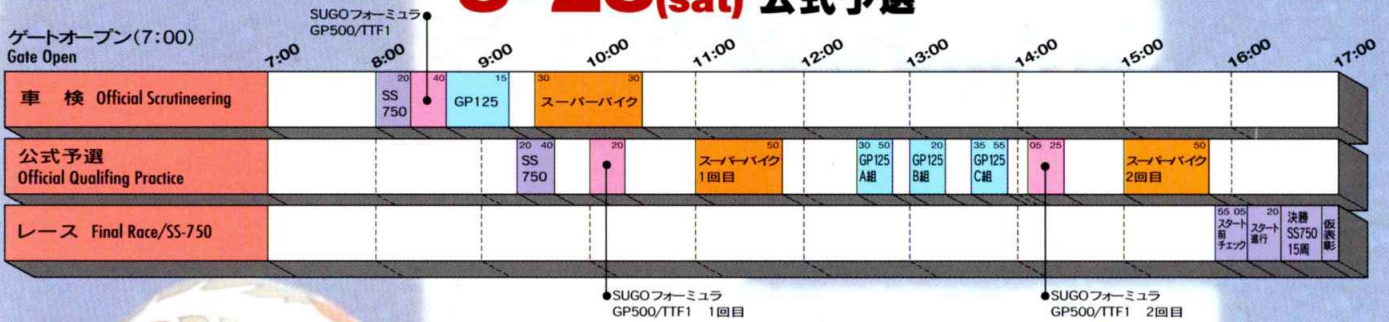 (sat) 公式予選
SUGOフォーミュラ
GP500/TTF1
ゲートオープン(7:00)
Gate Open
7:00
8:00
9:00
10:00
11:00
12:00
13:00
14:00
15:00
16:00
17:00
車 検 Official Scrutineering
20
SS
750
40
GP125
15
30
スーパーバイク
30
公式予選
Official Qualifing Practice
20 40
SS
750
20
スーパーバイク
1回目
50
30 50
GP125
A組
20
GP125
B組
35 55
GP125
C組
05 25
スーパーバイク
2回目
50
レース Final Race/SS-750
55 05
スタート
前
チェック
20
スタート
進行
決勝
SS750
15周
仮
表
彰
SUGOフォーミュラ
GP500/TTF1 1回目
SUGOフォーミュラ
GP500/TTF1 2回目